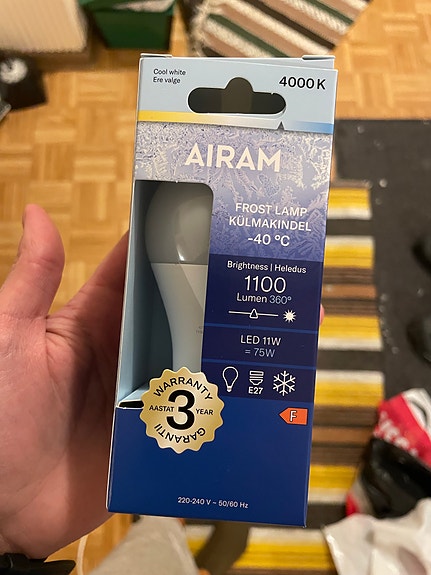 Cool white
Ere valge
4000 K
AIRAM
FROST LAMP
KÜLMAKINDEL
-40 °C
Brightness | Heledus
1100
Lumen 360°
LED 11W
= 75W
E27
WARRANTY
AASTAT 3 YEAR
GARANTII
F
220-240 V ~ 50/60 Hz